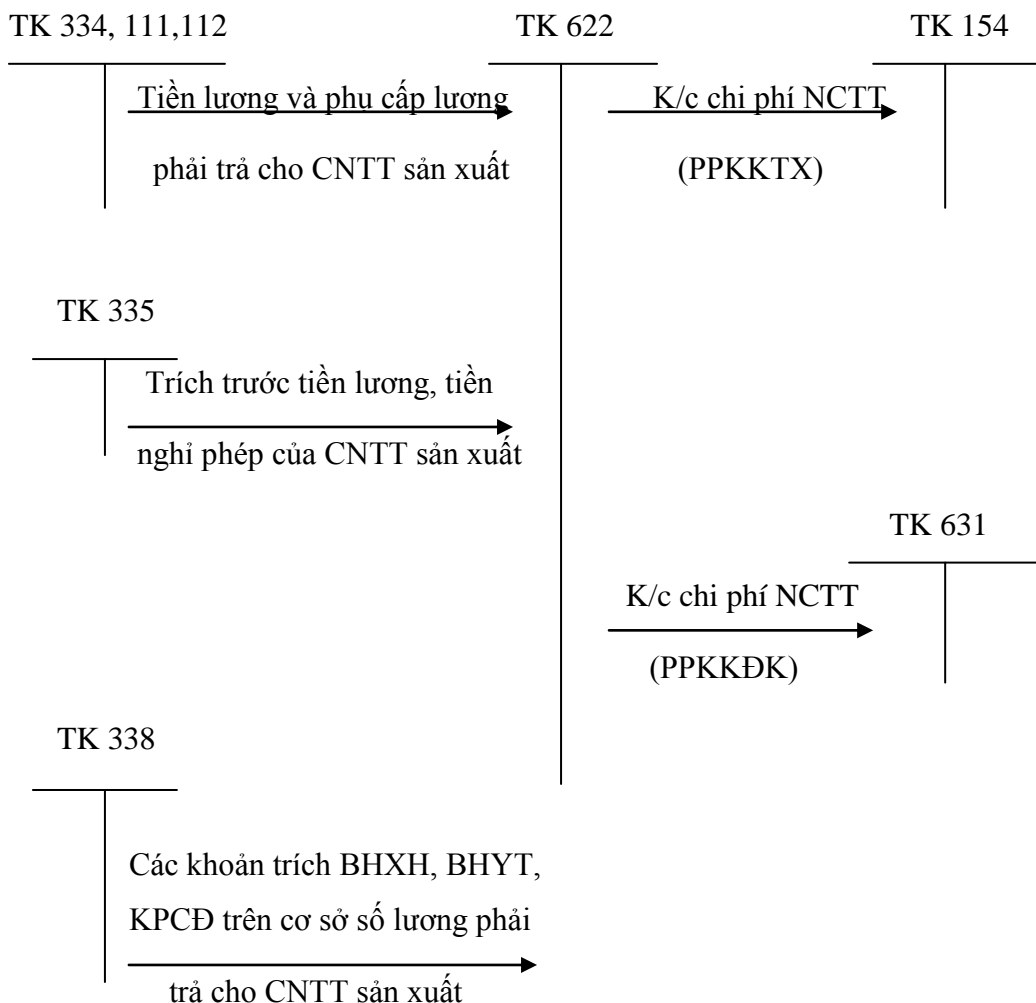 TK 334, 111,112
TK 622
TK 154
Tiền lương và phụ cấp lương
phải trả cho CNTT sản xuất
K/c chi phí NCTT
(PPKKTX)
TK 335
Trích trước tiền lương, tiền
nghỉ phép của CNTT sản xuất
TK 631
K/c chi phí NCTT
(PPKKĐK)
TK 338
Các khoản trích BHXH, BHYT,
KPCĐ trên cơ sở số lương phải
trả cho CNTT sản xuất